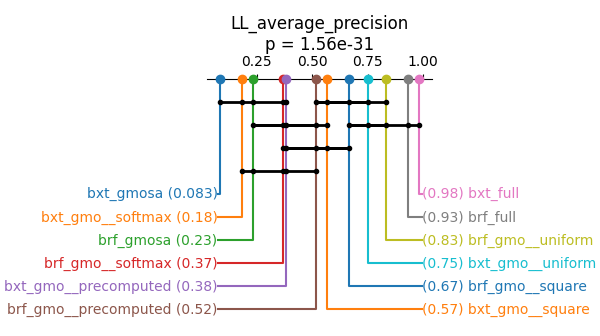 LL_average_precision
p = 1.56e-31
0.25 0.50 0.75 1.00
bxt_gmosa (0.083)
bxt_gmo__softmax (0.18)
brf_gmosa (0.23)
brf_gmo__softmax (0.37)
bxt_gmo__precomputed (0.38)
brf_gmo__precomputed (0.52)
(0.98) bxt_full
(0.93) brf_full
(0.83) brf_gmo__uniform
(0.75) bxt_gmo__uniform
(0.67) brf_gmo__square
(0.57) bxt_gmo__square